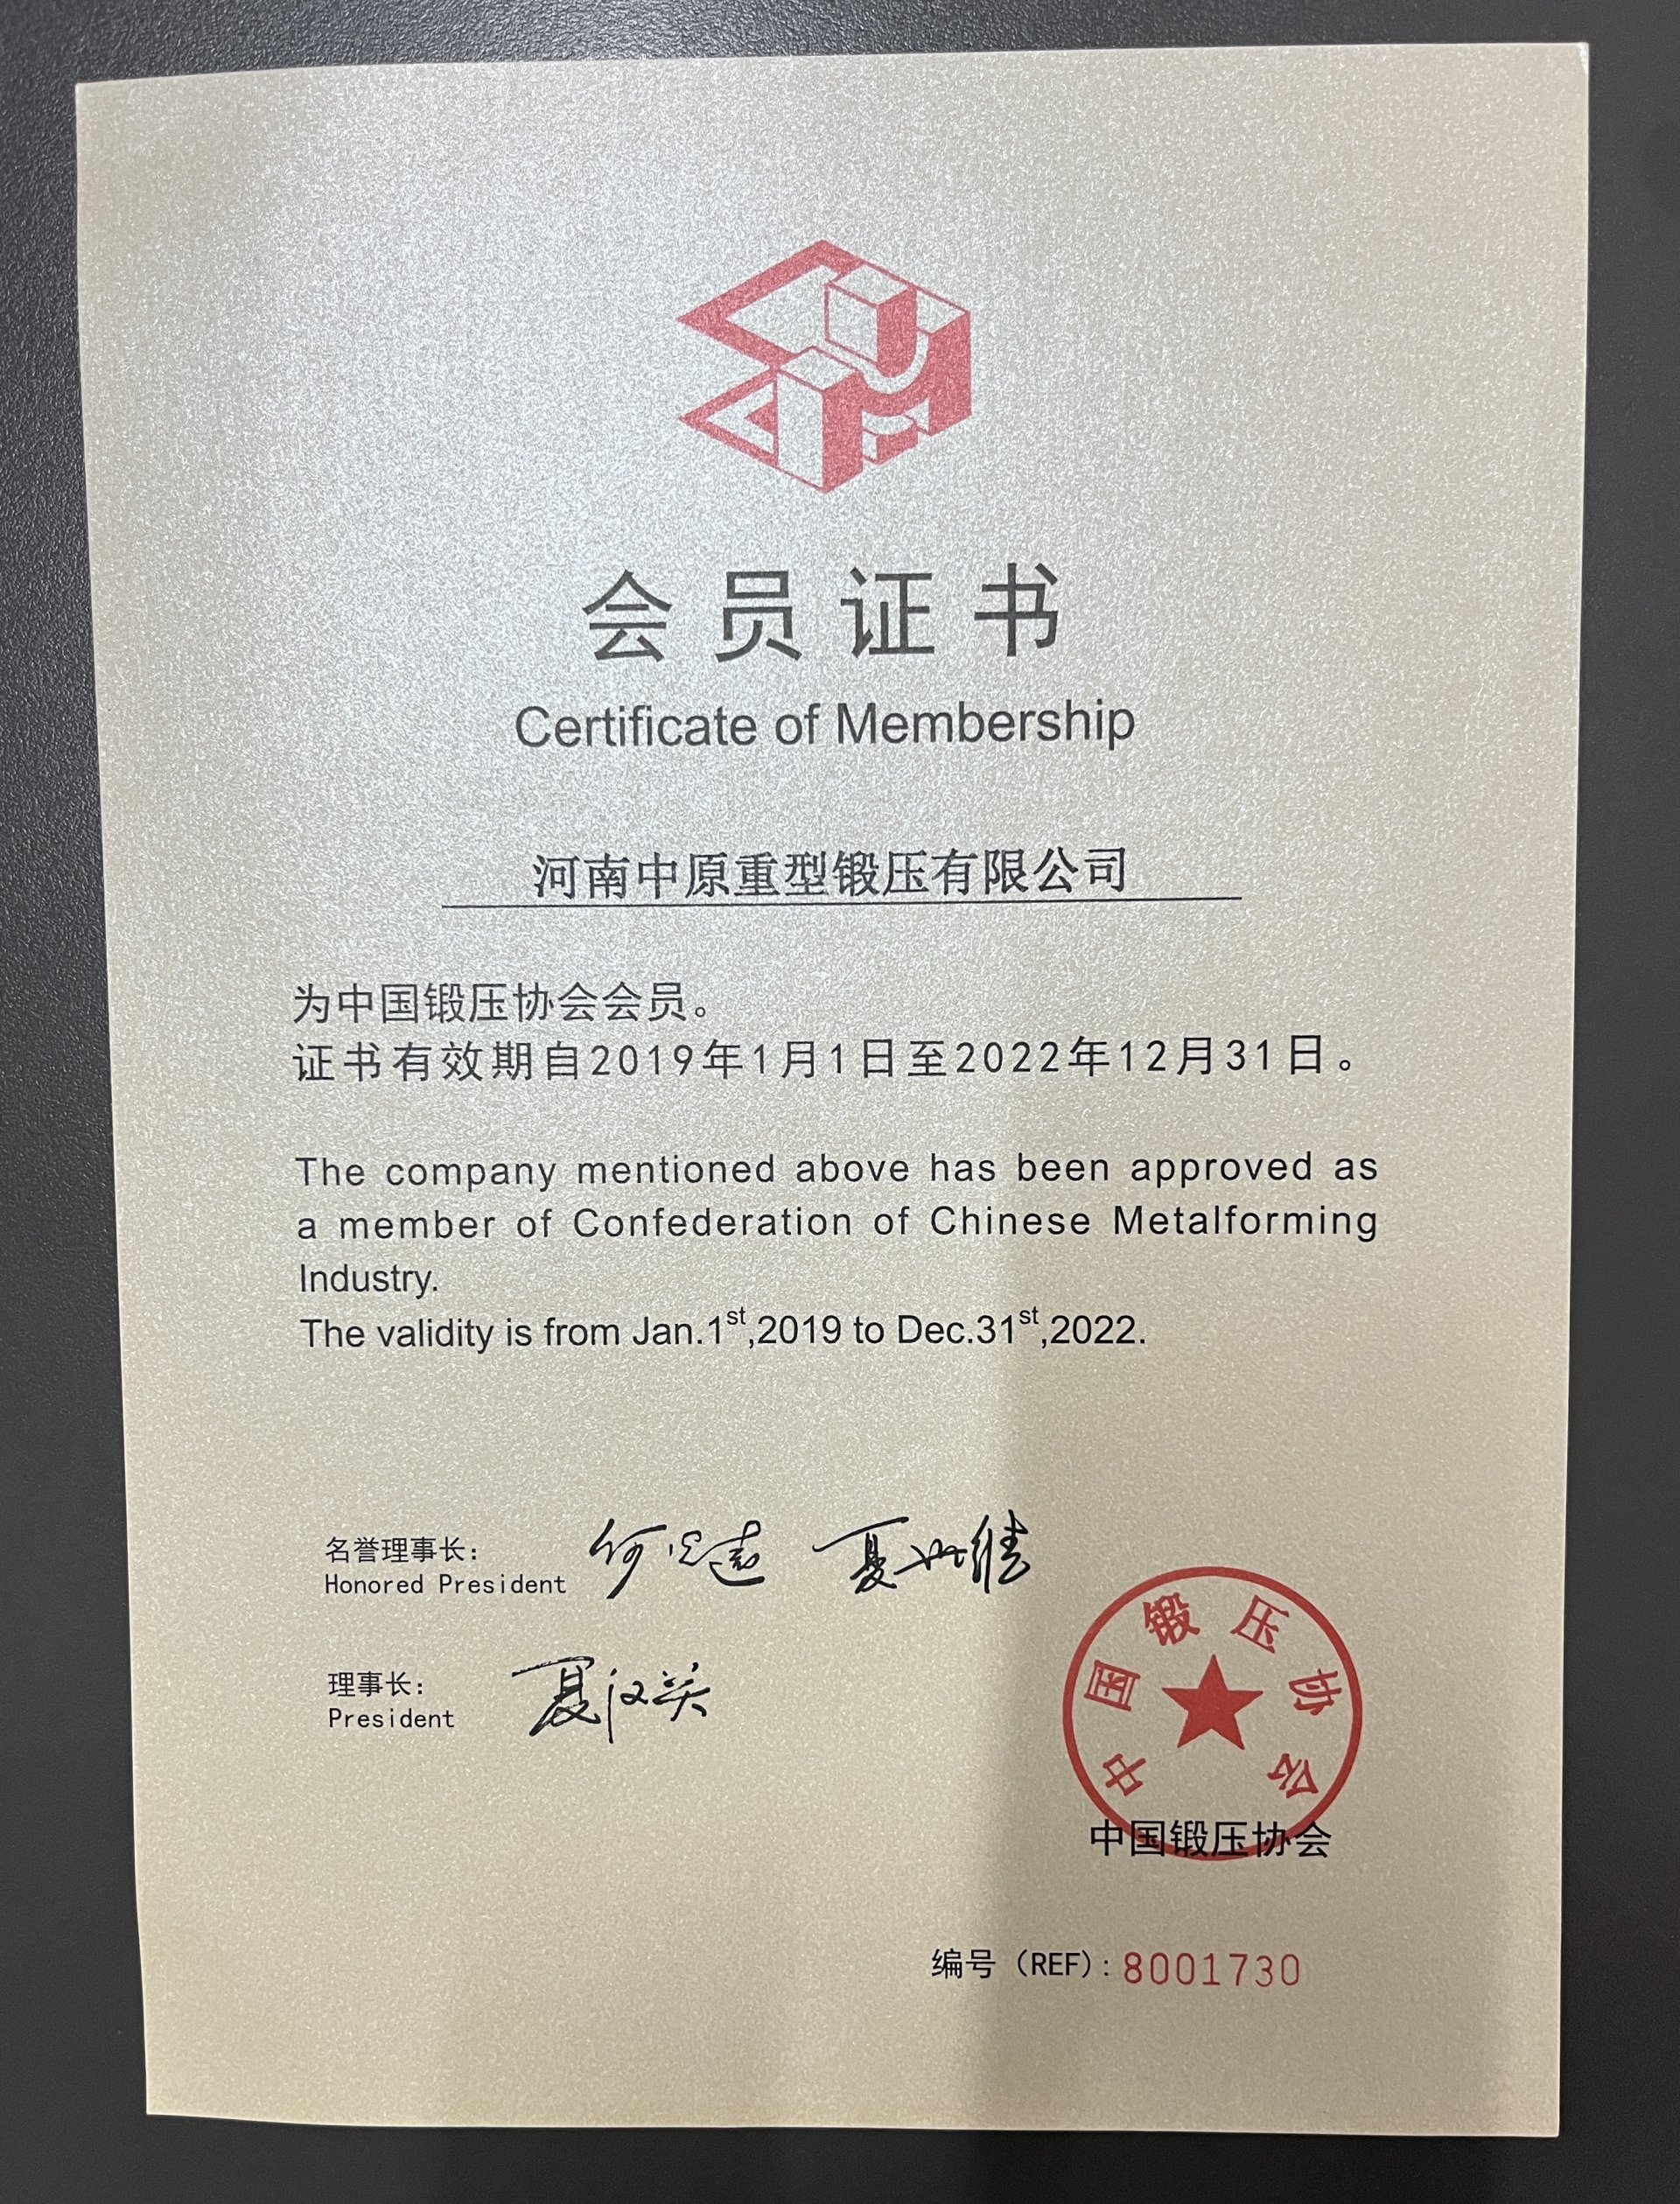 会员证书
Certificate of Membership
河南中原重型锻压有限公司
为中国锻压协会会员。
证书有效期自2019年1月1日至2022年12月31日。
The company mentioned above has been approved as
a member of Confederation of Chinese Metalforming
Industry.
The validity is from Jan.1st,2019 to Dec.31st,2022.
名誉理事长:
Honored President
理事长:
President
中国锻压协会
中国锻压协会
编号（REF）: 8001730